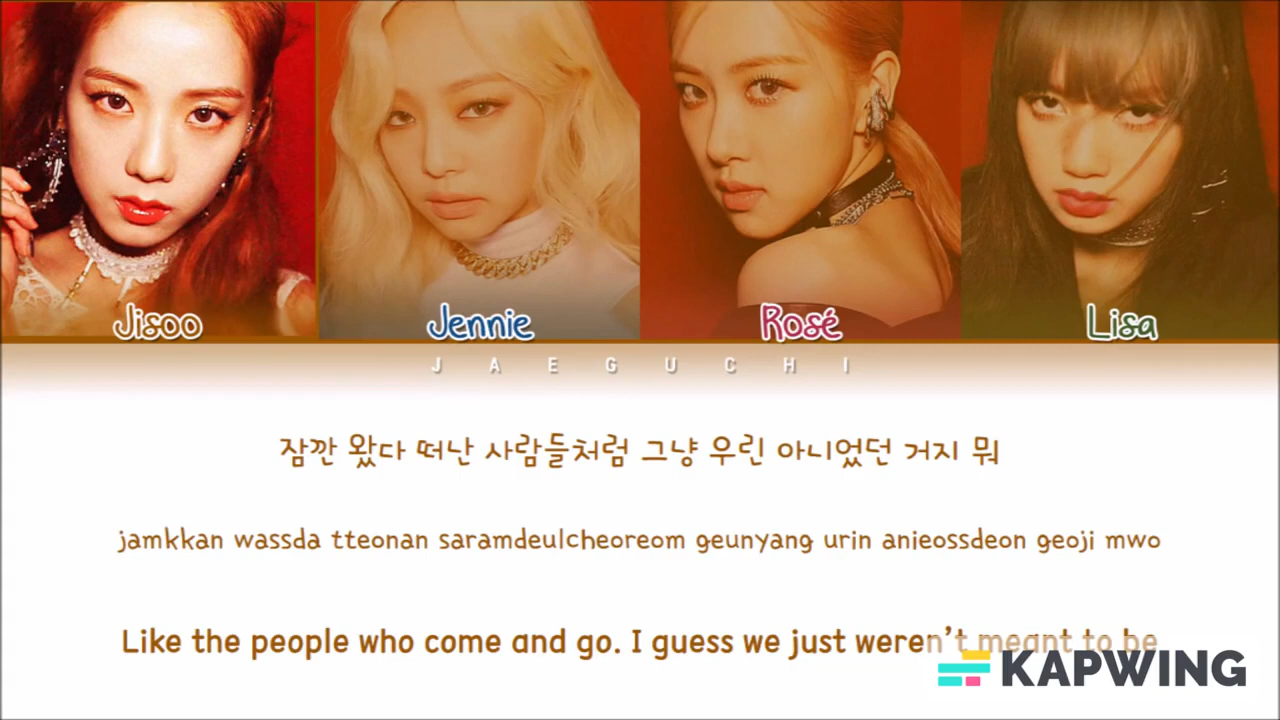 Jisoo Jennie Rosé Lisa
JAEGUCHI
잠깐 왔다 떠난 사람들처럼 그냥 우린 아니었던 거지 뭐
jamkkan wassda tteonan saramdeulcheoreom geunyang urin anieossdeon geoji mwo
Like the people who come and go. I guess we just weren't meant to be
KAPWING